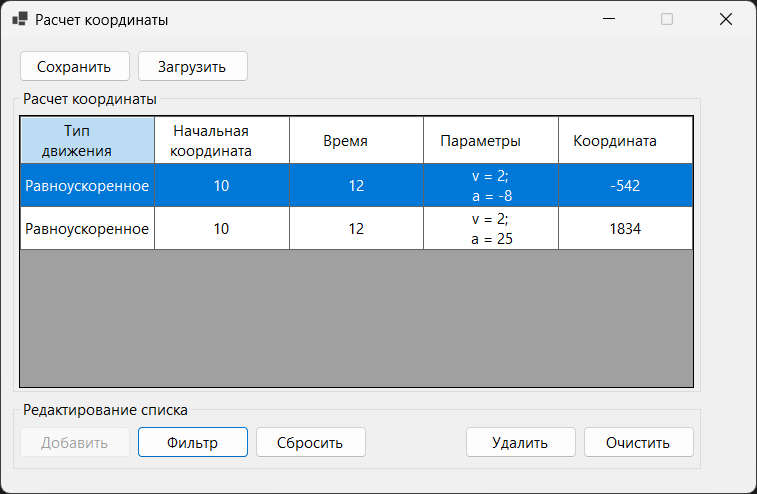 Расчет координаты
Сохранить
Загрузить
Расчет координаты
Тип
движения
Начальная
координата
Время
Параметры
Координата
Равноускоренное
10
12
v = 2;
a = -8
-542
Равноускоренное
10
12
v = 2;
a = 25
1834
Редактирование списка
Добавить
Фильтр
Сбросить
Удалить
Очистить